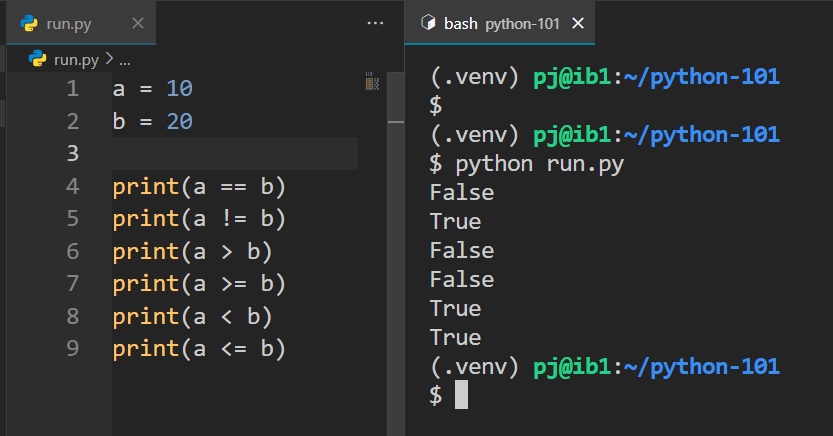 run.py
run.py > ...
1 a = 10
2 b = 20
3
4 print(a == b)
5 print(a != b)
6 print(a > b)
7 print(a >= b)
8 print(a < b)
9 print(a <= b)
bash python-101
(.venv) pj@ib1:~/python-101
$
(.venv) pj@ib1:~/python-101
$ python run.py
False
True
False
False
True
True
(.venv) pj@ib1:~/python-101
$